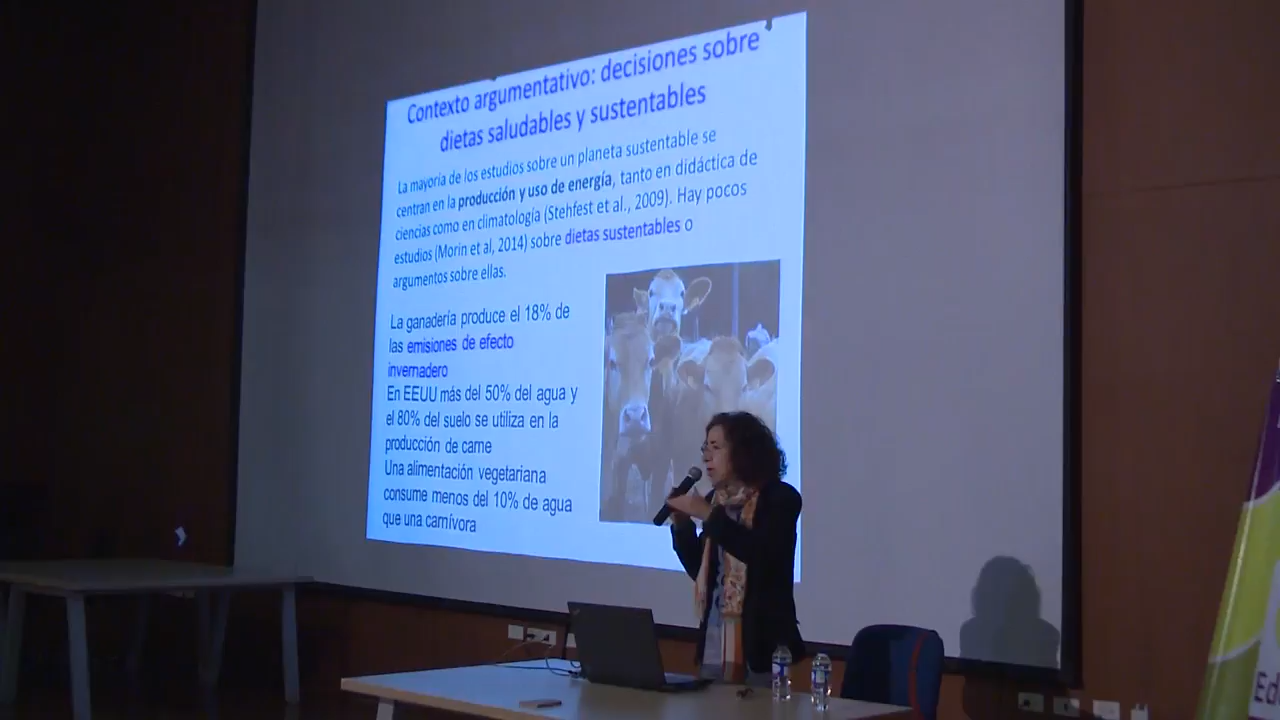 Contexto argumentativo: decisiones sobre
dietas saludables y sustentables
La mayoría de los estudios sobre un planeta sustentable se
centran en la producción y uso de energía, tanto en didáctica de
ciencias como en climatología (Stehfest et al., 2009). Hay pocos
estudios (Morin et al, 2014) sobre dietas sustentables o
argumentos sobre ellas.
La ganadería produce el 18% de
las emisiones de efecto
invernadero
En EEUU más del 50% del agua y
el 80% del suelo se utiliza en la
producción de carne
Una alimentación vegetariana
consume menos del 10% de agua
que una carnívora
Ed